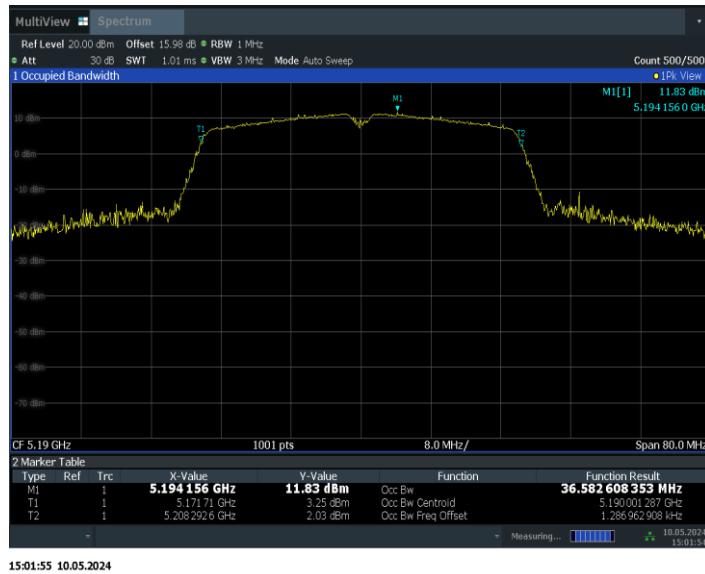 MultiView Spectrum
Ref Level 20.00 dBm Offset 15.98 dB RBW 1 MHz
Att 30 dB SWT 1.01 ms VBW 3 MHz Mode Auto Sweep Count 500/500
1 Occupied Bandwidth 1Pk View
M1[1] 11.83 dBm
5.194 156 0 GHz
M1
10 dBm
T1
T2
0 dBm
-10 dBm
-20 dBm
-30 dBm
-40 dBm
-50 dBm
-60 dBm
-70 dBm
CF 5.19 GHz 1001 pts 8.0 MHz/ Span 80.0 MHz
2 Marker Table
Type Ref Trc X-Value Y-Value Function Function Result
M1 1 5.194 156 GHz 11.83 dBm Occ Bw 36.582 608 353 MHz
T1 1 5.171 71 GHz 3.25 dBm Occ Bw Centroid 5.190 001 287 GHz
T2 1 5.208 292 6 GHz 2.03 dBm Occ Bw Freq Offset 1.286 962 908 kHz
Measuring... 10.05.2024
15:01:54
15:01:55 10.05.2024